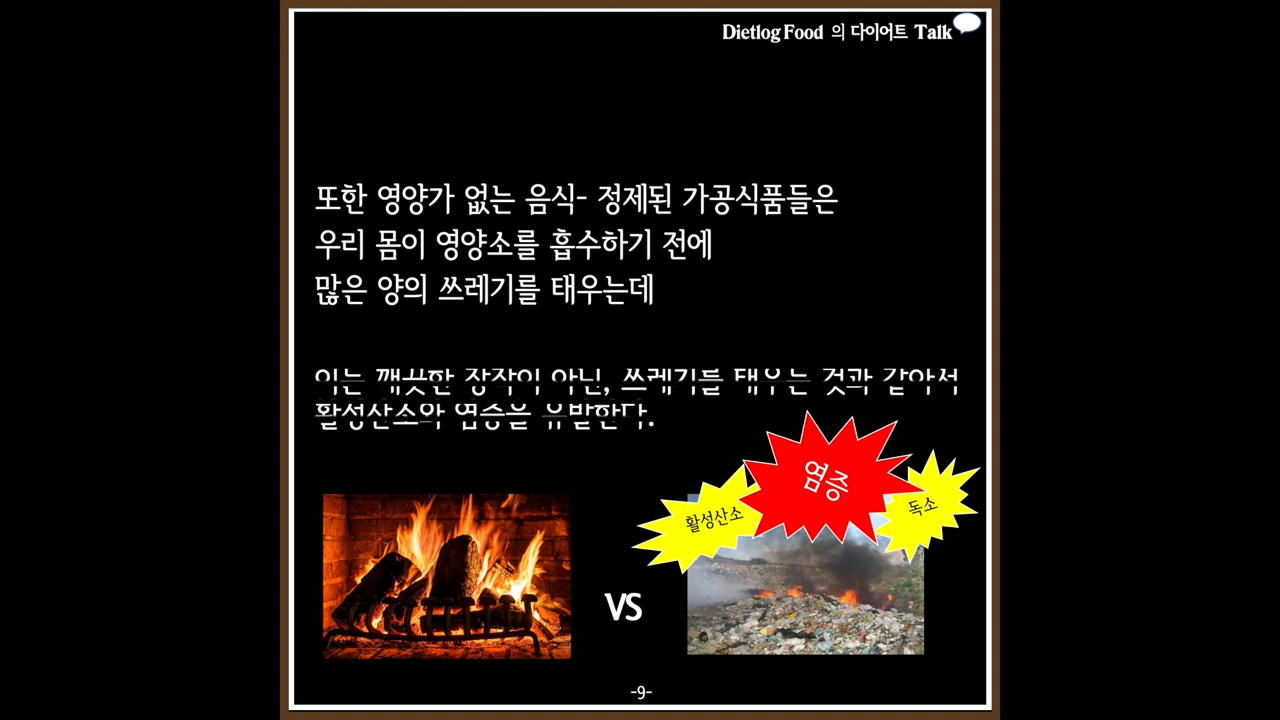 Dietlog Food 의 다이어트 Talk
또한 영양가 없는 음식- 정제된 가공식품들은
우리 몸이 영양소를 흡수하기 전에
많은 양의 쓰레기를 태우는데
이는 깨끗한 장작이 아닌, 쓰레기를 태우는 것과 같아서
활성산소와 염증을 유발한다.
염증
활성산소
독소
VS
-9-